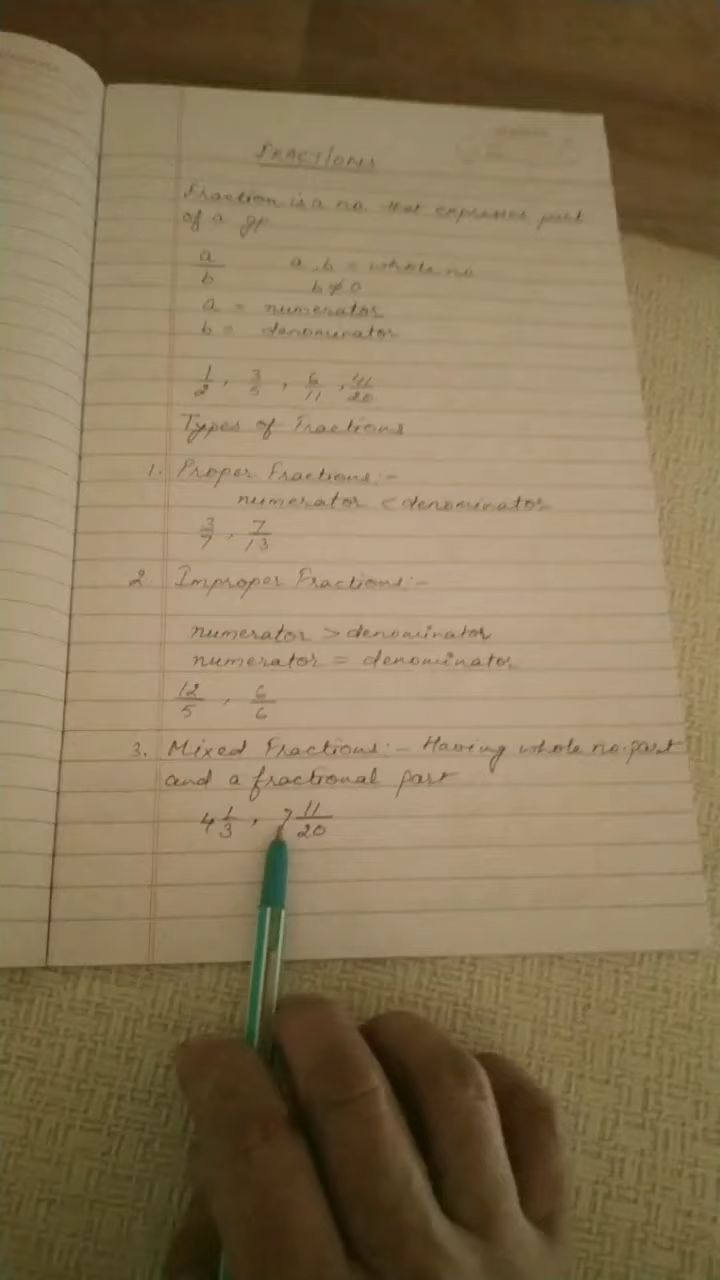 FRACTIONS
Fraction is a no. that expresses part
of a gp
a/b a, b = whole no
b ≠ 0
a = numerator
b = denominator
1/2, 3/5, 6/11, 11/20
Types of Fractions
1. Proper Fractions:-
numerator < denominator
3/7, 7/13
2. Improper Fractions:-
numerator > denominator
numerator = denominator
12/5, 6/6
3. Mixed Fractions:- Having whole no. part
and a fractional part
4 1/3, 7 11/20